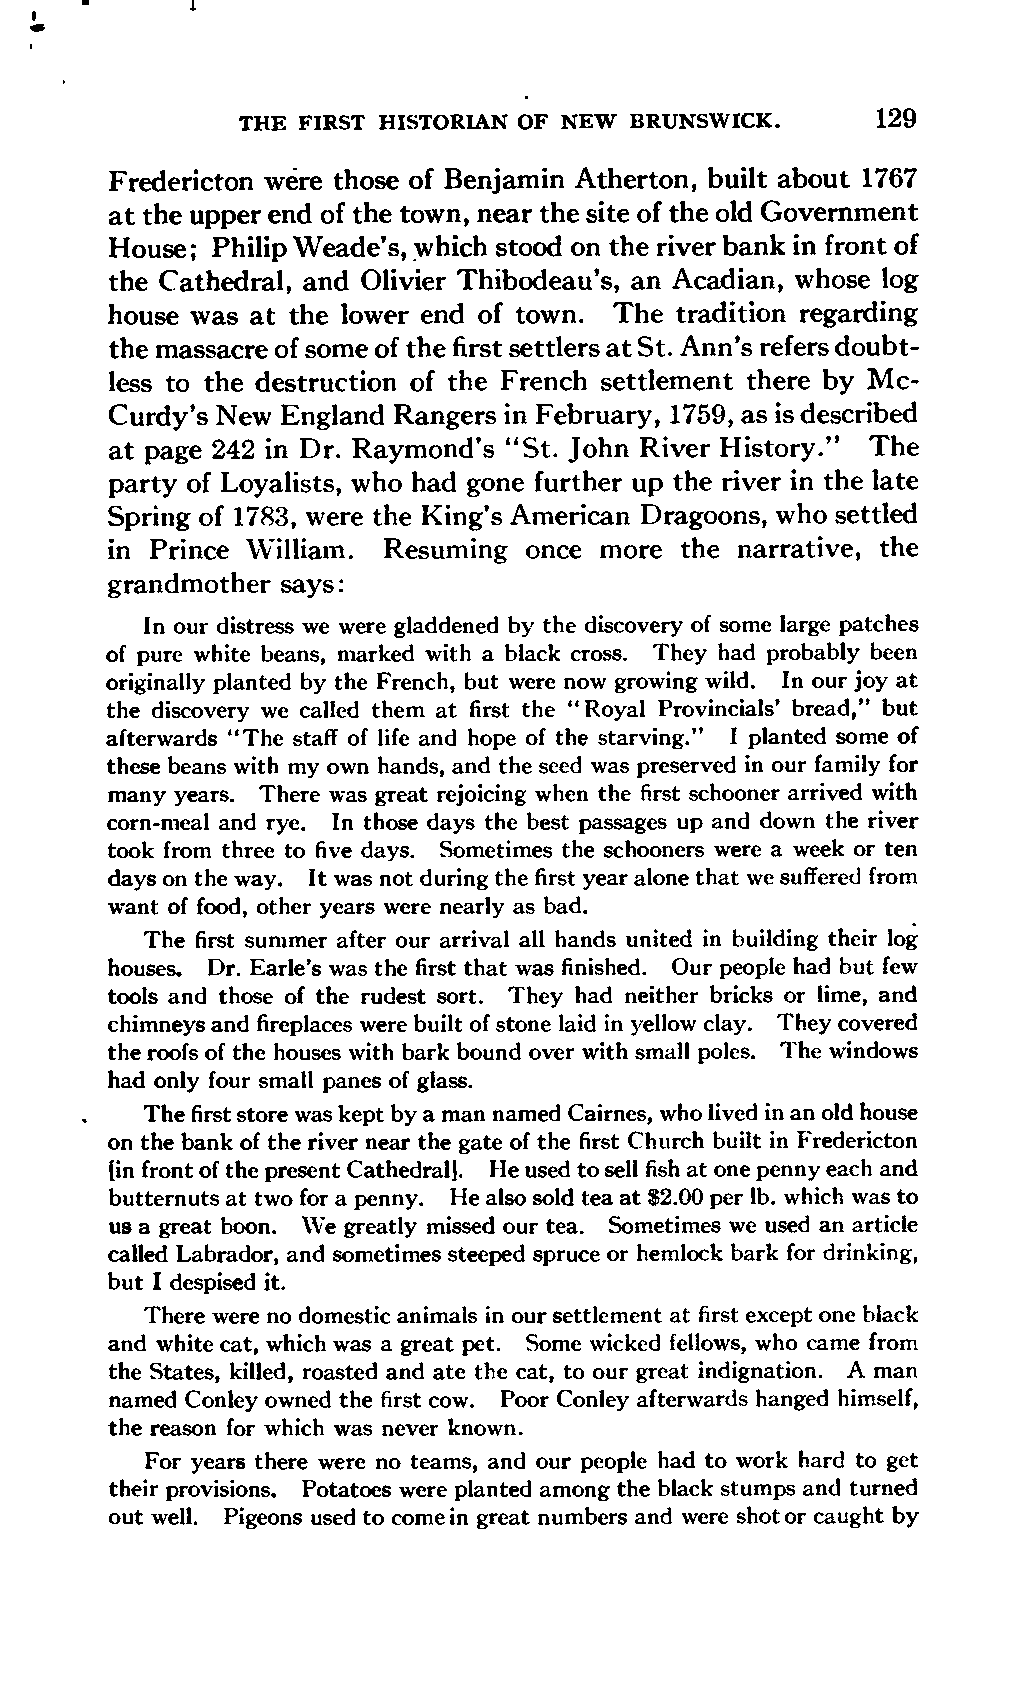 THE FIRST HISTORIAN OF NEW BRUNSWICK. 129
Fredericton were those of Benjamin Atherton, built about 1767
at the upper end of the town, near the site of the old Government
House; Philip Weade's, which stood on the river bank in front of
the Cathedral, and Olivier Thibodeau's, an Acadian, whose log
house was at the lower end of town. The tradition regarding
the massacre of some of the first settlers at St. Ann's refers doubt-
less to the destruction of the French settlement there by Mc-
Curdy's New England Rangers in February, 1759, as is described
at page 242 in Dr. Raymond's "St. John River History." The
party of Loyalists, who had gone further up the river in the late
Spring of 1783, were the King's American Dragoons, who settled
in Prince William. Resuming once more the narrative, the
grandmother says:
In our distress we were gladdened by the discovery of some large patches
of pure white beans, marked with a black cross. They had probably been
originally planted by the French, but were now growing wild. In our joy at
the discovery we called them at first the "Royal Provincials' bread," but
afterwards "The staff of life and hope of the starving." I planted some of
these beans with my own hands, and the seed was preserved in our family for
many years. There was great rejoicing when the first schooner arrived with
corn-meal and rye. In those days the best passages up and down the river
took from three to five days. Sometimes the schooners were a week or ten
days on the way. It was not during the first year alone that we suffered from
want of food, other years were nearly as bad.
The first summer after our arrival all hands united in building their log
houses. Dr. Earle's was the first that was finished. Our people had but few
tools and those of the rudest sort. They had neither bricks or lime, and
chimneys and fireplaces were built of stone laid in yellow clay. They covered
the roofs of the houses with bark bound over with small poles. The windows
had only four small panes of glass.
The first store was kept by a man named Cairnes, who lived in an old house
on the bank of the river near the gate of the first Church built in Fredericton
[in front of the present Cathedral]. He used to sell fish at one penny each and
butternuts at two for a penny. He also sold tea at $2.00 per lb. which was to
us a great boon. We greatly missed our tea. Sometimes we used an article
called Labrador, and sometimes steeped spruce or hemlock bark for drinking,
but I despised it.
There were no domestic animals in our settlement at first except one black
and white cat, which was a great pet. Some wicked fellows, who came from
the States, killed, roasted and ate the cat, to our great indignation. A man
named Conley owned the first cow. Poor Conley afterwards hanged himself,
the reason for which was never known.
For years there were no teams, and our people had to work hard to get
their provisions. Potatoes were planted among the black stumps and turned
out well. Pigeons used to come in great numbers and were shot or caught by